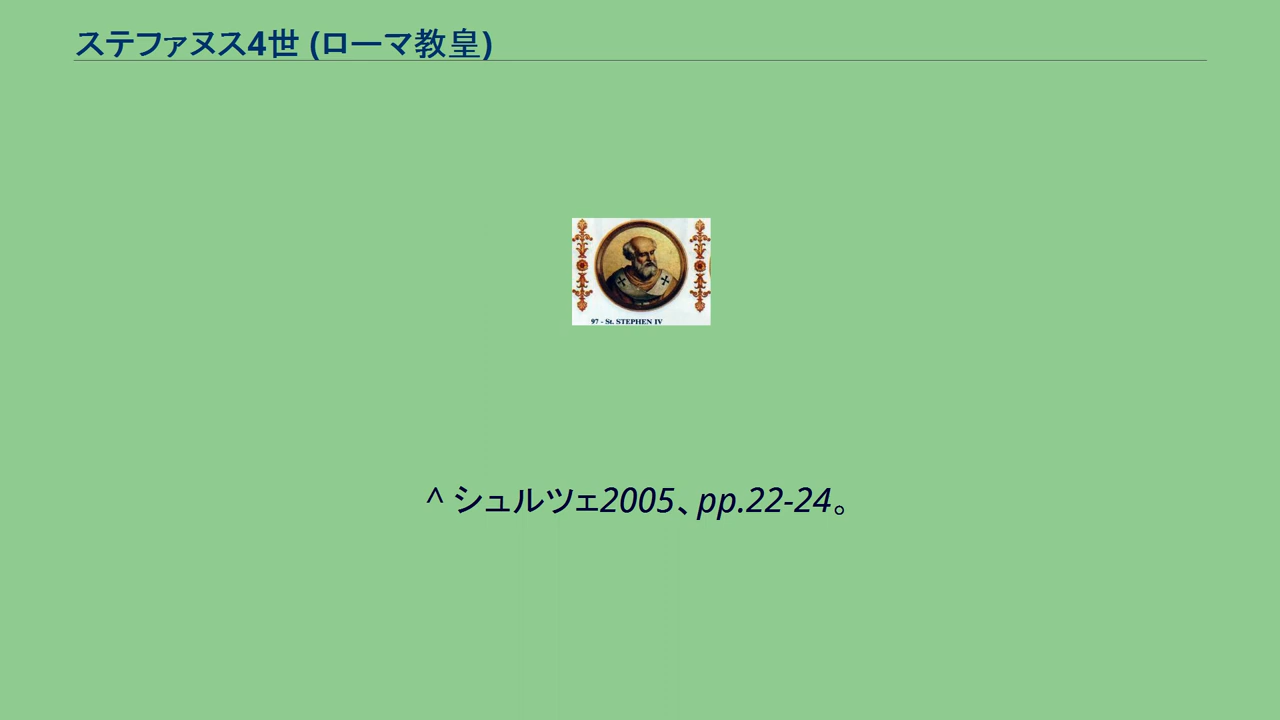 ステファヌス4世 (ローマ教皇)
97 - St. STEPHEN IV
^ シュルツェ2005、pp.22-24。